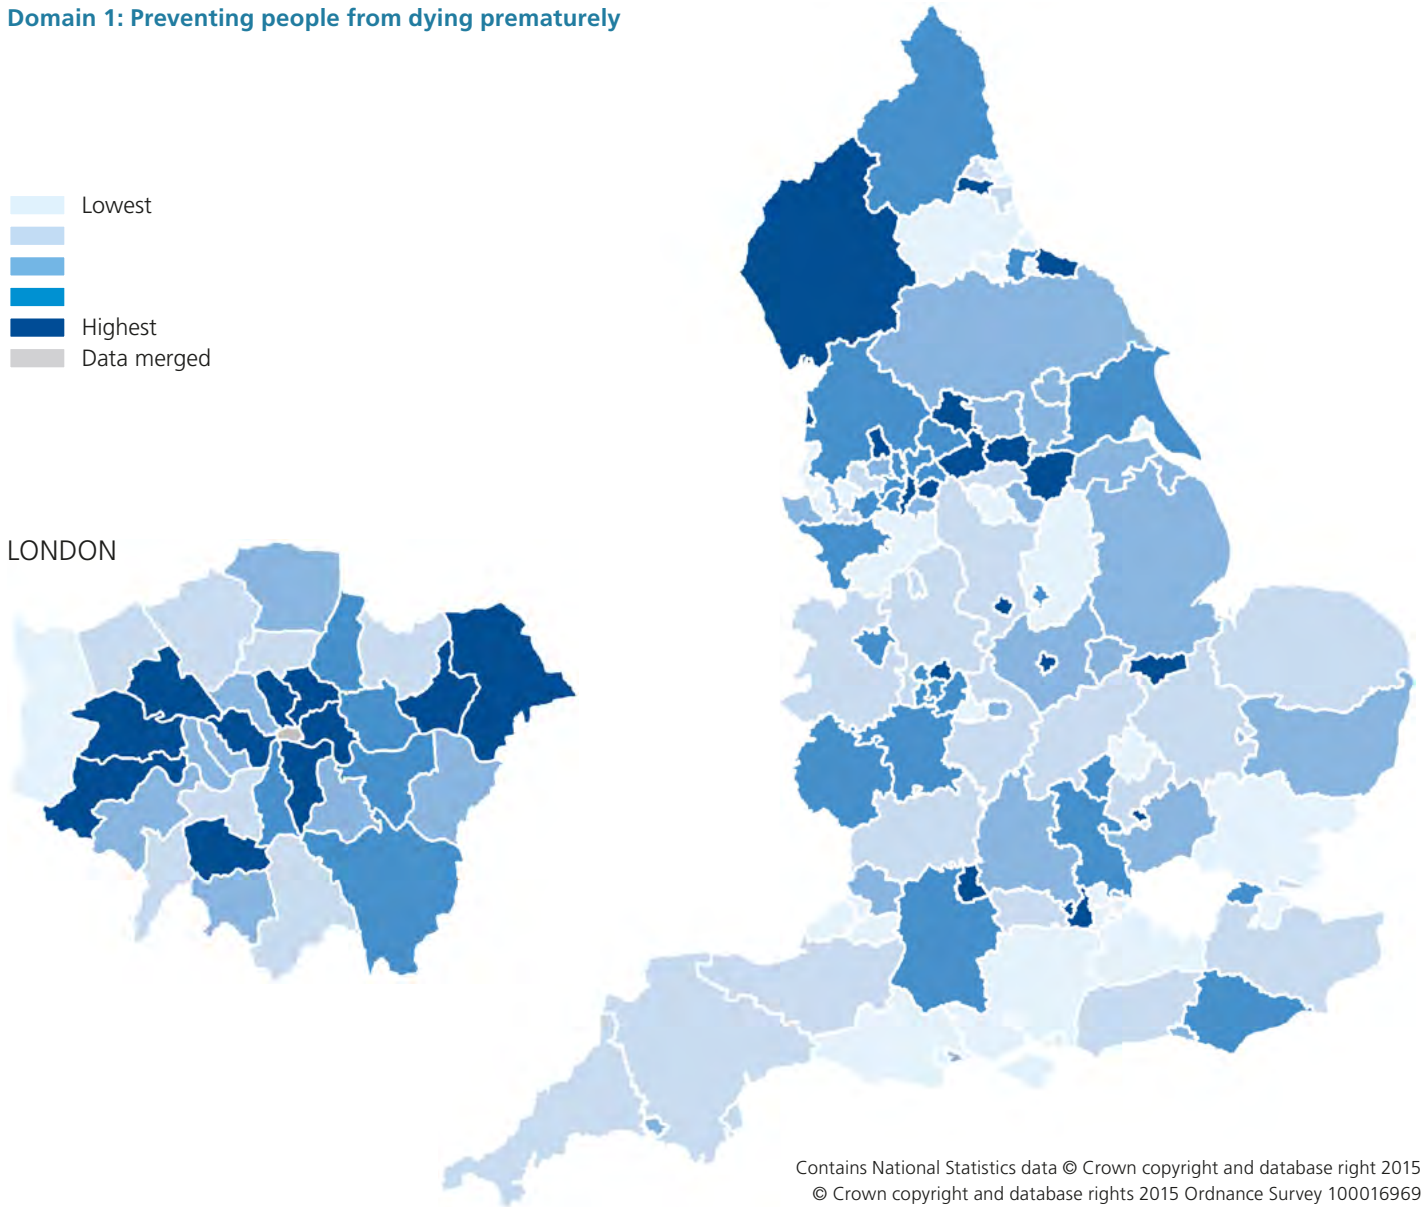 Domain 1: Preventing people from dying prematurely
Lowest
Highest
Data merged
LONDON
Contains National Statistics data © Crown copyright and database right 2015
© Crown copyright and database rights 2015 Ordnance Survey 100016969